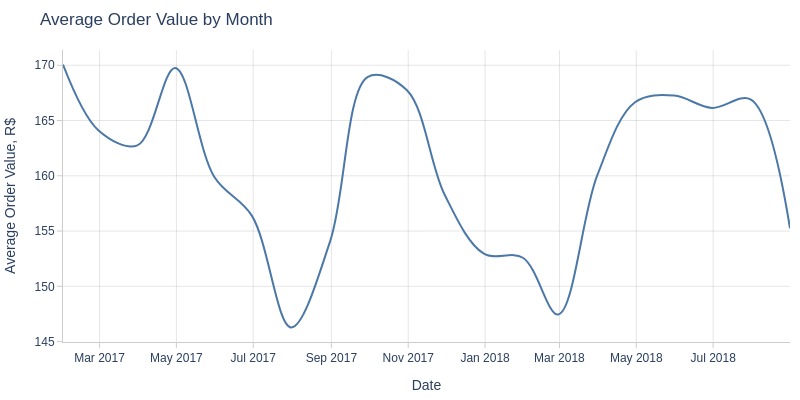 Average Order Value by Month
Average Order Value, R$
170
165
160
155
150
145
Mar 2017 May 2017 Jul 2017 Sep 2017 Nov 2017 Jan 2018 Mar 2018 May 2018 Jul 2018
Date